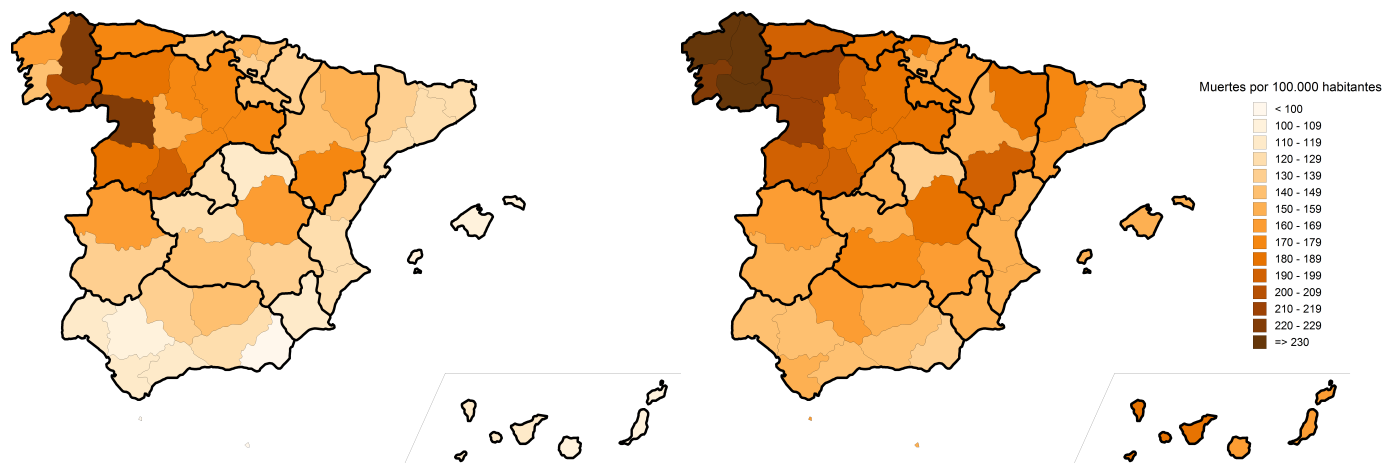 Muertes por 100.000 habitantes
< 100
100 - 109
110 - 119
120 - 129
130 - 139
140 - 149
150 - 159
160 - 169
170 - 179
180 - 189
190 - 199
200 - 209
210 - 219
220 - 229
=> 230